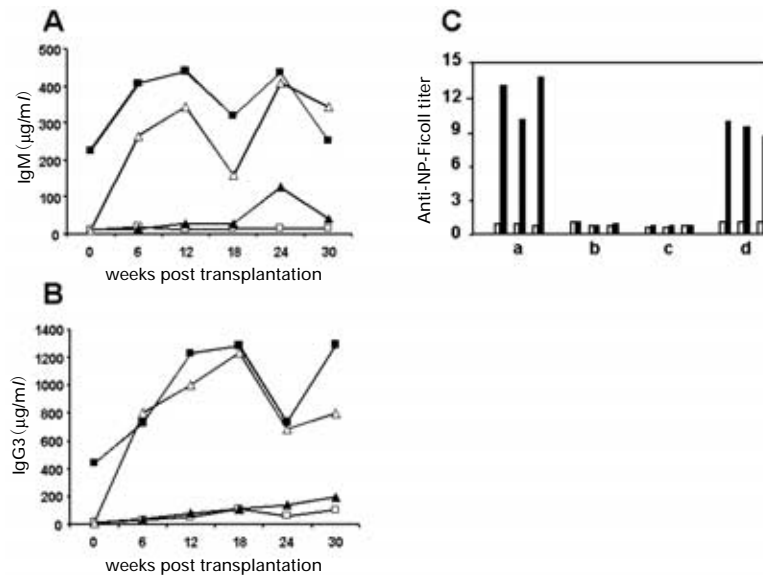 A
500
400
300
200
100
0
IgM (μg/ml)
0 6 12 18 24 30
weeks post transplantation
B
1400
1200
1000
800
600
400
200
0
IgG3 (μg/ml)
0 6 12 18 24 30
weeks post transplantation
C
15
12
9
6
3
0
Anti-NP-Ficoll titer
a b c d